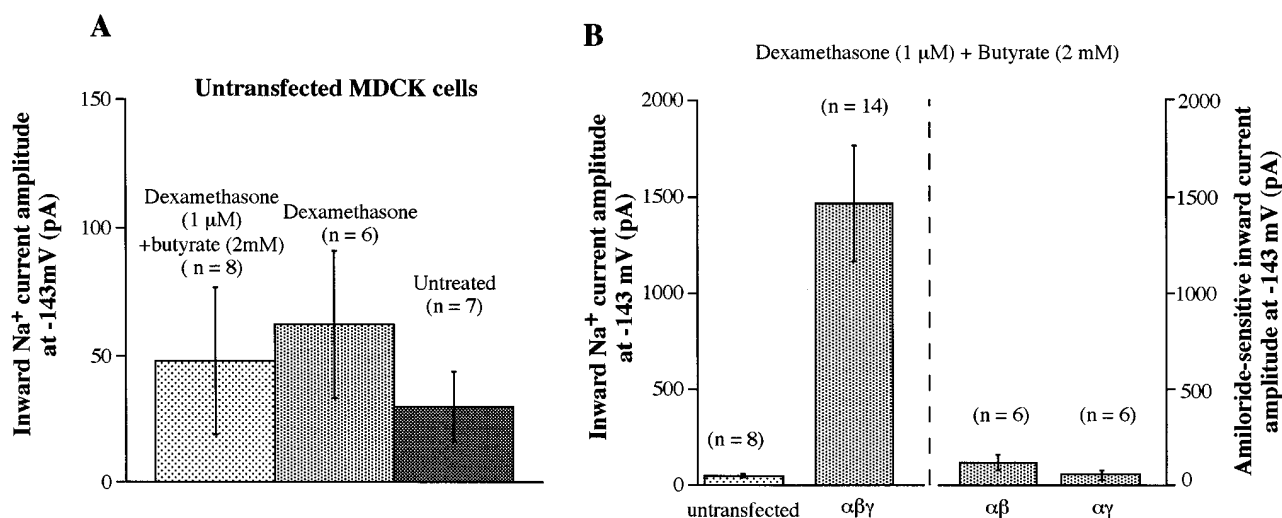 A
Untransfected MDCK cells
Inward Na+ current amplitude
at -143mV (pA)
150
100
50
0
Dexamethasone
(1 μM)
+butyrate (2mM)
( n = 8)
Dexamethasone
(n = 6)
Untreated
(n = 7)
B
Dexamethasone (1 μM) + Butyrate (2 mM)
Inward Na+ current amplitude
at -143 mV (pA)
2000
1500
1000
500
0
(n = 8)
(n = 14)
(n = 6)
(n = 6)
untransfected
αβγ
αβ
αγ
2000
1500
1000
500
0
Amiloride-sensitive inward current
amplitude at -143 mV (pA)